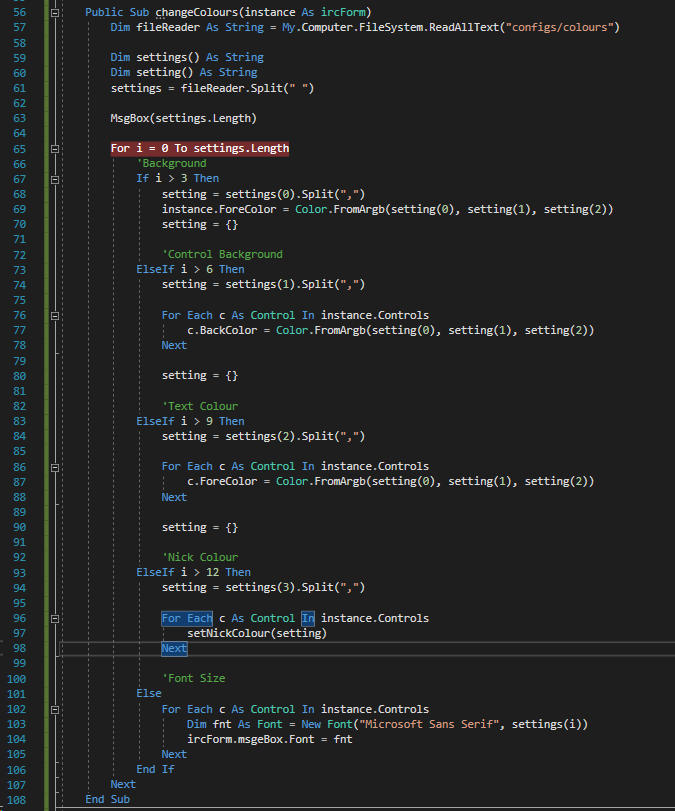 56 Public Sub changeColours(instance As ircForm)
57 Dim fileReader As String = My.Computer.FileSystem.ReadAllText("configs/colours")
58
59 Dim settings() As String
60 Dim setting() As String
61 settings = fileReader.Split(" ")
62
63 MsgBox(settings.Length)
64
65 For i = 0 To settings.Length
66 'Background
67 If i > 3 Then
68 setting = settings(0).Split(",")
69 instance.ForeColor = Color.FromArgb(setting(0), setting(1), setting(2))
70 setting = {}
71
72 'Control Background
73 ElseIf i > 6 Then
74 setting = settings(1).Split(",")
75
76 For Each c As Control In instance.Controls
77 c.BackColor = Color.FromArgb(setting(0), setting(1), setting(2))
78 Next
79
80 setting = {}
81
82 'Text Colour
83 ElseIf i > 9 Then
84 setting = settings(2).Split(",")
85
86 For Each c As Control In instance.Controls
87 c.ForeColor = Color.FromArgb(setting(0), setting(1), setting(2))
88 Next
89
90 setting = {}
91
92 'Nick Colour
93 ElseIf i > 12 Then
94 setting = settings(3).Split(",")
95
96 For Each c As Control In instance.Controls
97 setNickColour(setting)
98 Next
99
100 'Font Size
101 Else
102 For Each c As Control In instance.Controls
103 Dim fnt As Font = New Font("Microsoft Sans Serif", settings(i))
104 ircForm.msgeBox.Font = fnt
105 Next
106 End If
107 Next
108 End Sub